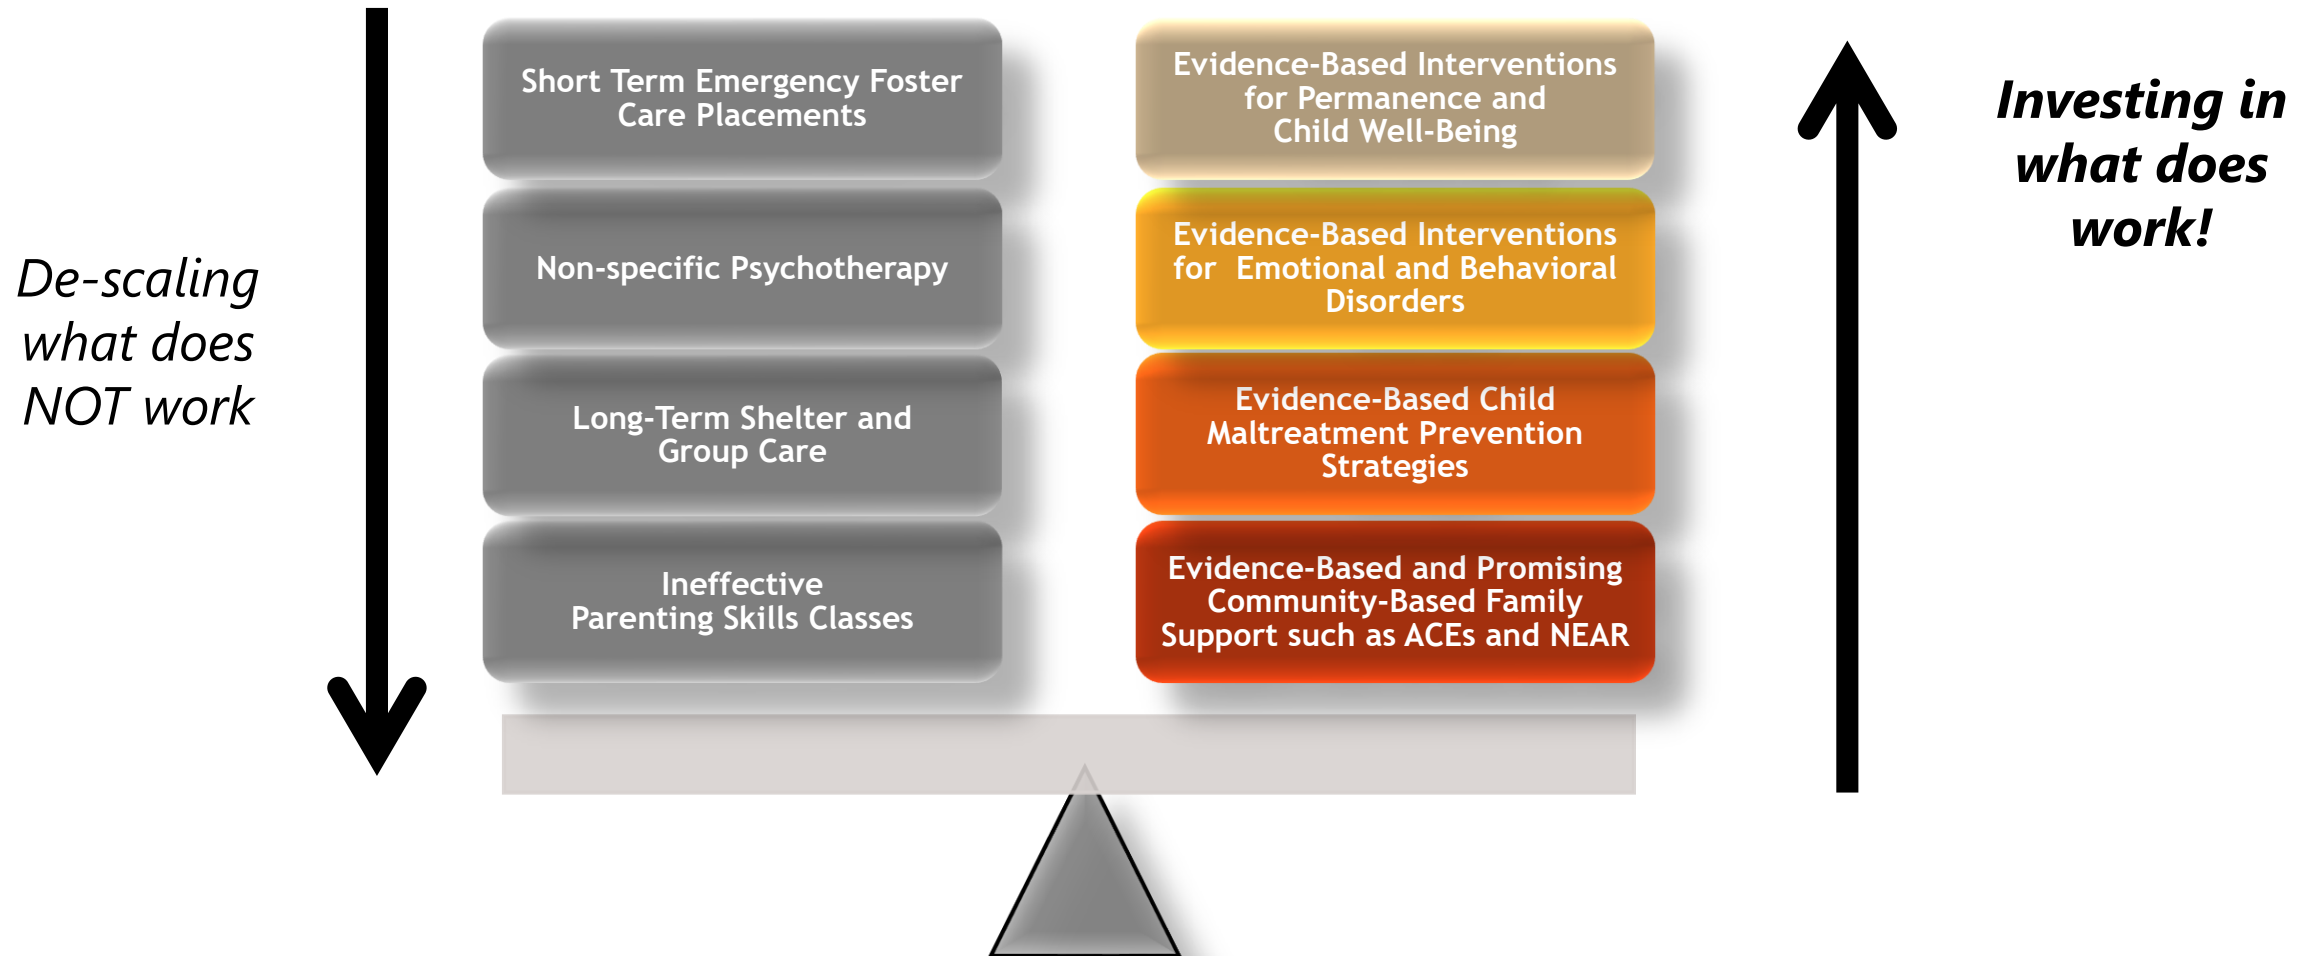 De-scaling
what does
NOT work
Short Term Emergency Foster
Care Placements
Non-specific Psychotherapy
Long-Term Shelter and
Group Care
Ineffective
Parenting Skills Classes
Evidence-Based Interventions
for Permanence and
Child Well-Being
Evidence-Based Interventions
for  Emotional and Behavioral
Disorders
Evidence-Based Child
Maltreatment Prevention
Strategies
Evidence-Based and Promising
Community-Based Family
Support such as ACEs and NEAR
Investing in
what does
work!